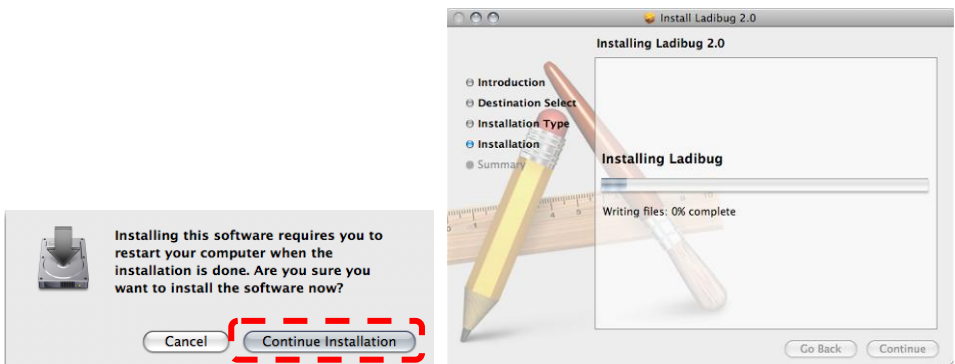 Installing this software requires you to
restart your computer when the
installation is done. Are you sure you
want to install the software now?
Cancel
Continue Installation
Install Ladibug 2.0
Installing Ladibug 2.0
Introduction
Destination Select
Installation Type
Installation
Summary
Installing Ladibug
Writing files: 0% complete
Go Back
Continue